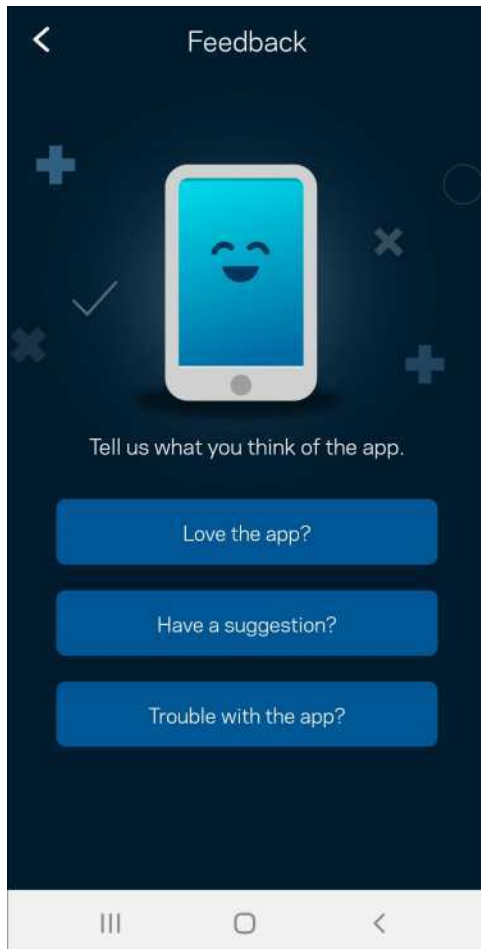 Feedback
Tell us what you think of the app.
Love the app?
Have a suggestion?
Trouble with the app?